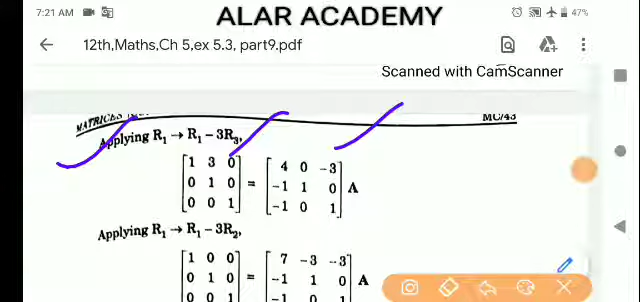 7:21 AM
ALAR ACADEMY
47%
12th,Maths,Ch 5,ex 5.3, part9.pdf
Scanned with CamScanner
MATRICES
MC/43
Applying R₁ → R₁ – 3R₃,
[1 3 0] [4 0 –3]
[0 1 0] = [–1 1 0] A
[0 0 1] [–1 0 1]
Applying R₁ → R₁ – 3R₂,
[1 0 0] [7 –3 –3]
[0 1 0] = [–1 1 0] A
[0 0 1] [–1 0 1]